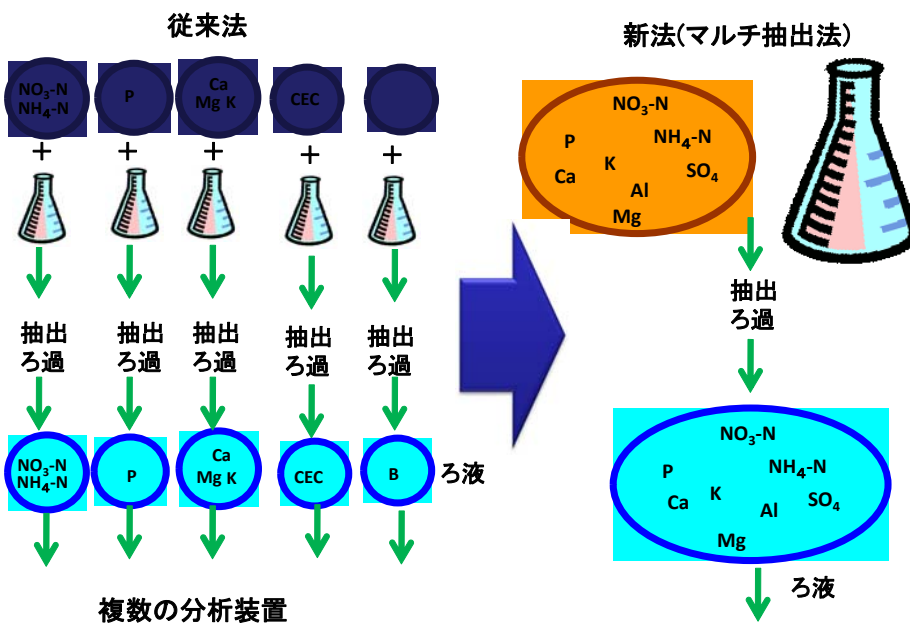 従来法
NO₃-N
NH₄-N
P
Ca
Mg K
CEC
+ + + + +
抽出 抽出 抽出 抽出 抽出
ろ過 ろ過 ろ過 ろ過 ろ過
NO₃-N
NH₄-N
P
Ca
Mg K
CEC
B
ろ液
複数の分析装置
新法(マルチ抽出法)
NO₃-N
P
NH₄-N
K
Ca
SO₄
Al
Mg
抽出
ろ過
NO₃-N
P
NH₄-N
K
Ca
SO₄
Al
Mg
ろ液